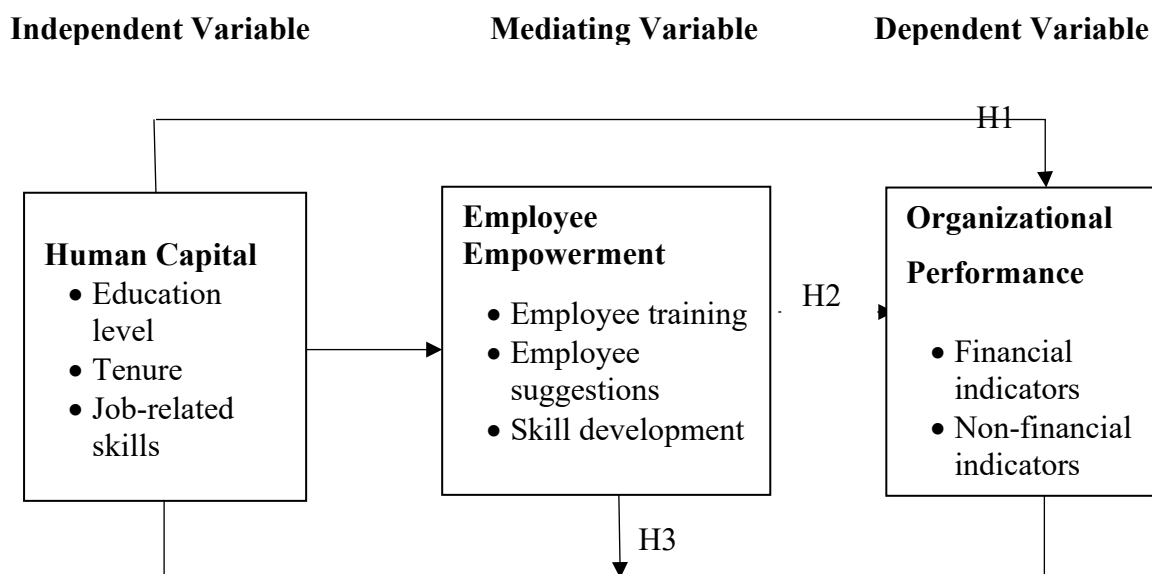 Independent Variable
Mediating Variable
Dependent Variable
H1
Human Capital
• Education
level
• Tenure
• Job-related
skills
Employee
Empowerment
• Employee training
• Employee
suggestions
• Skill development
H2
Organizational
Performance
• Financial
indicators
• Non-financial
indicators
H3